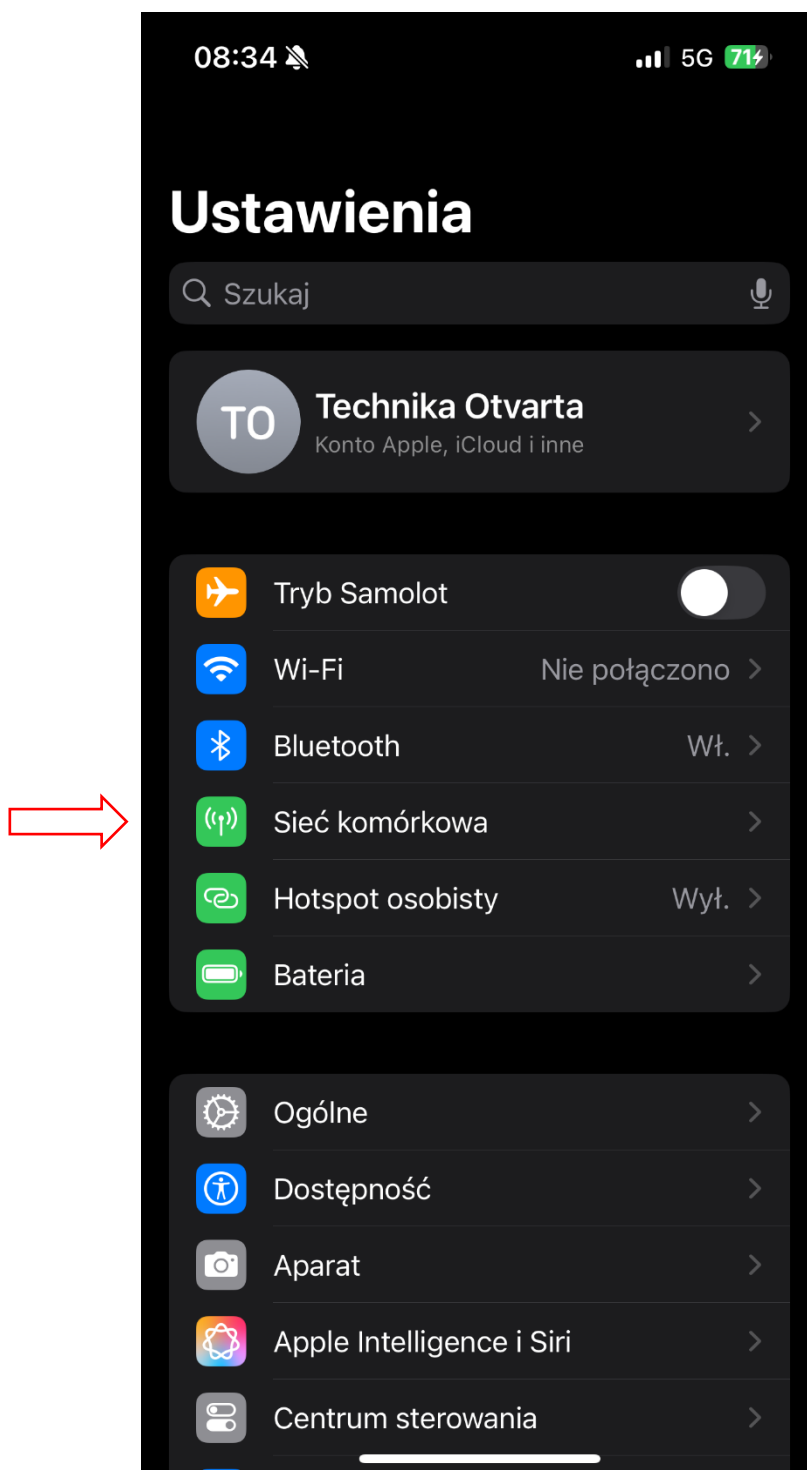 08:34
5G 71
Ustawienia
Szukaj
TO
Technika Otvarta
Konto Apple, iCloud i inne
Tryb Samolot
Wi-Fi Nie połączono
Bluetooth Wł.
Sieć komórkowa
Hotspot osobisty Wył.
Bateria
Ogólne
Dostępność
Aparat
Apple Intelligence i Siri
Centrum sterowania